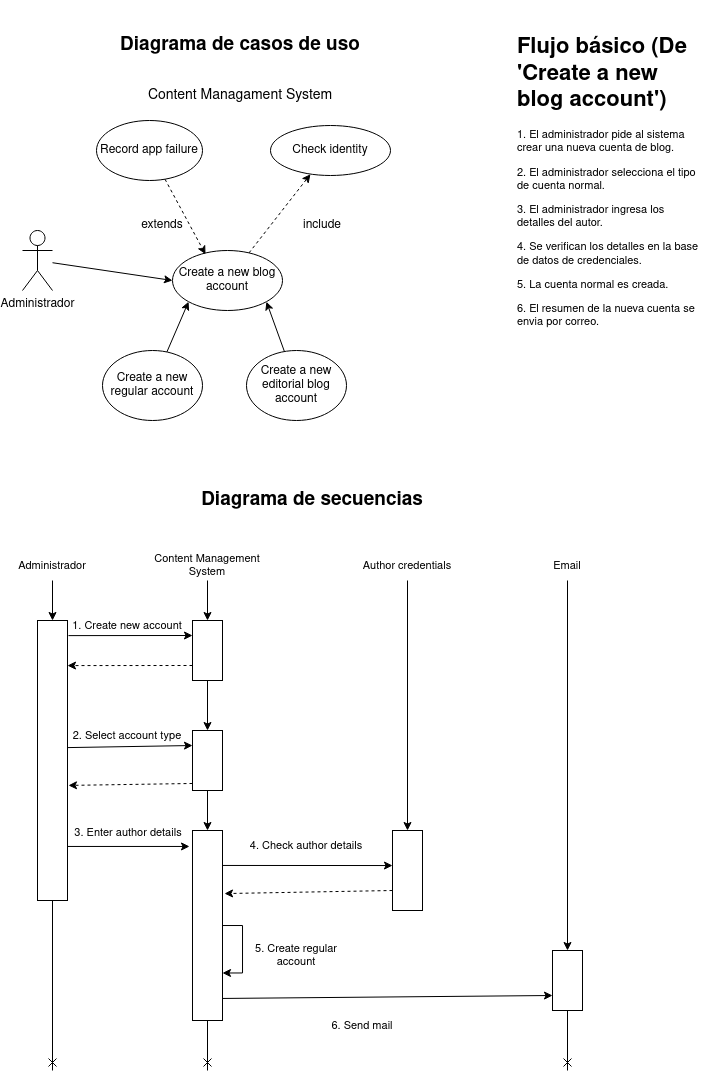 Diagrama de casos de uso
Content Managament System
Record app failure
Check identity
extends
include
Administrador
Create a new blog
account
Create a new
regular account
Create a new
editorial blog
account
Flujo básico (De
'Create a new
blog account')
1. El administrador pide al sistema
crear una nueva cuenta de blog.
2. El administrador selecciona el tipo
de cuenta normal.
3. El administrador ingresa los
detalles del autor.
4. Se verifican los detalles en la base
de datos de credenciales.
5. La cuenta normal es creada.
6. El resumen de la nueva cuenta se
envia por correo.
Diagrama de secuencias
Administrador
Content Management
System
Author credentials
Email
1. Create new account
2. Select account type
3. Enter author details
4. Check author details
5. Create regular
account
6. Send mail